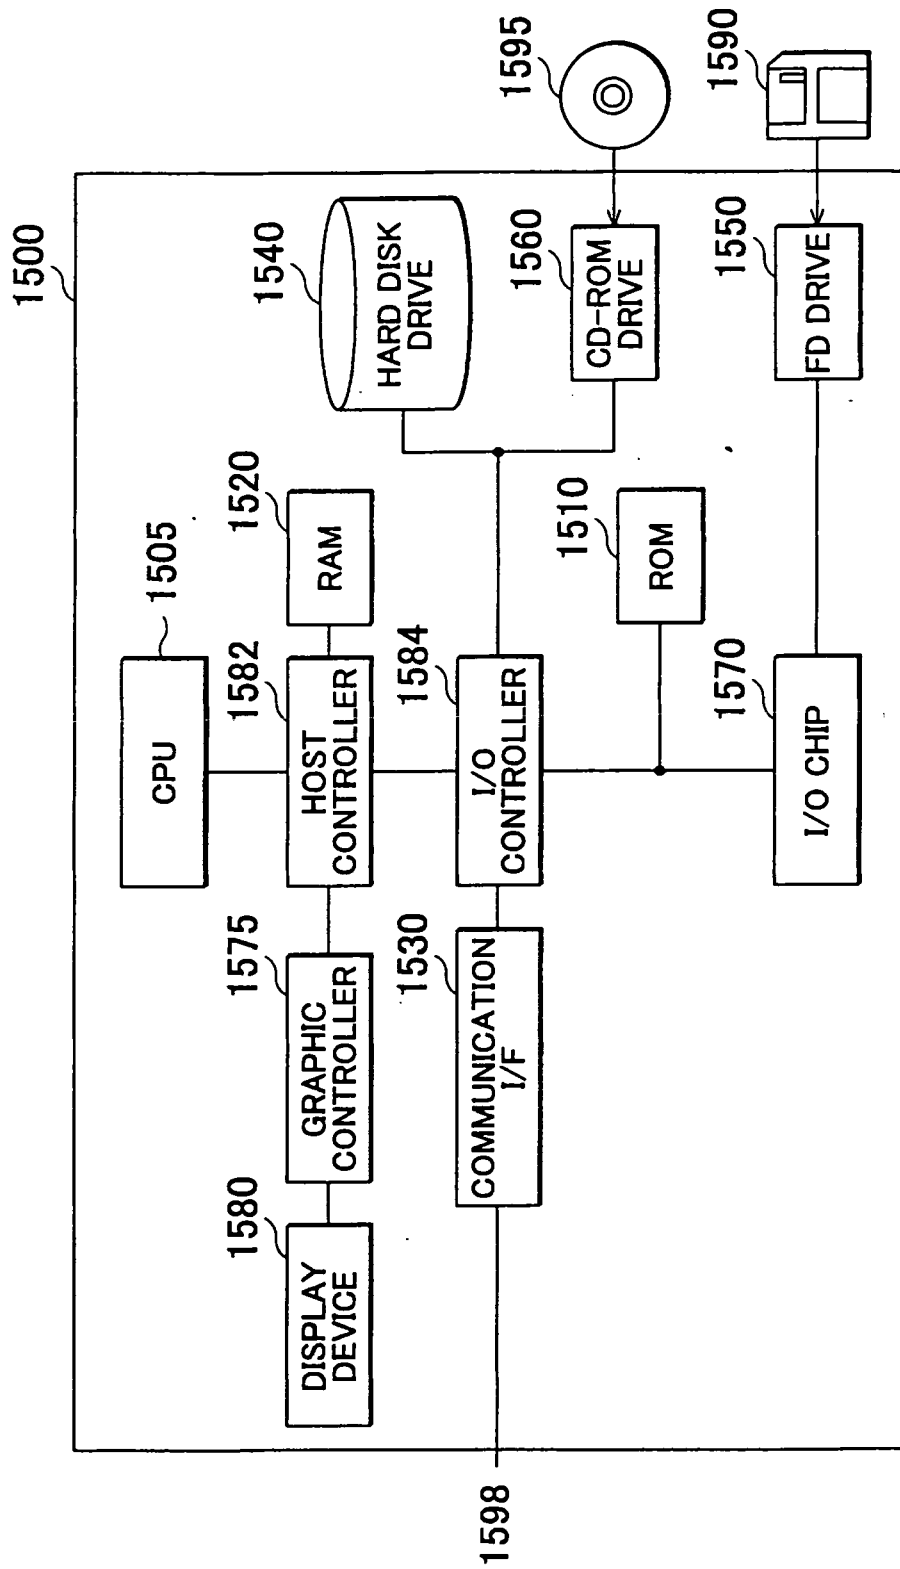 1500
CPU
1505
DISPLAY
DEVICE
1580
GRAPHIC
CONTROLLER
1575
HOST
CONTROLLER
1582
RAM
1520
HARD DISK
DRIVE
1540
1598
COMMUNICATION
I/F
1530
I/O
CONTROLLER
1584
CD-ROM
DRIVE
1560
1595
ROM
1510
I/O CHIP
1570
FD DRIVE
1550
1590